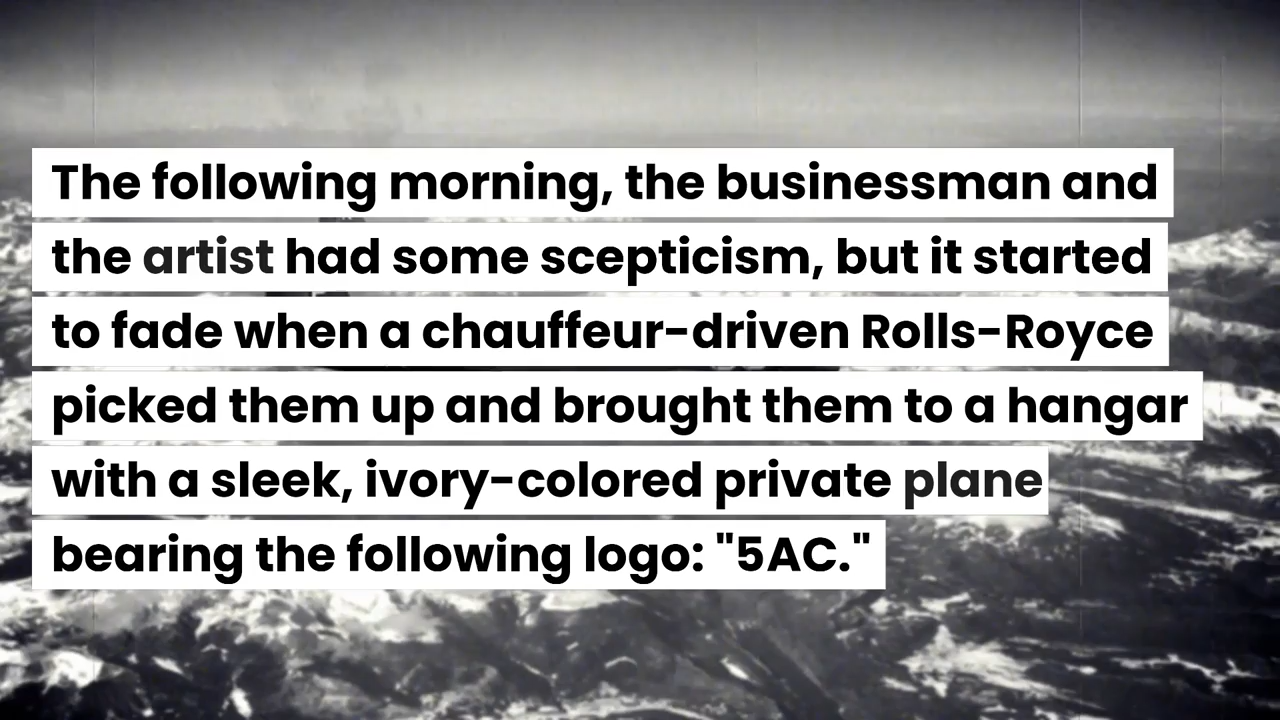 The following morning, the businessman and
the artist had some scepticism, but it started
to fade when a chauffeur-driven Rolls-Royce
picked them up and brought them to a hangar
with a sleek, ivory-colored private plane
bearing the following logo: "5AC."